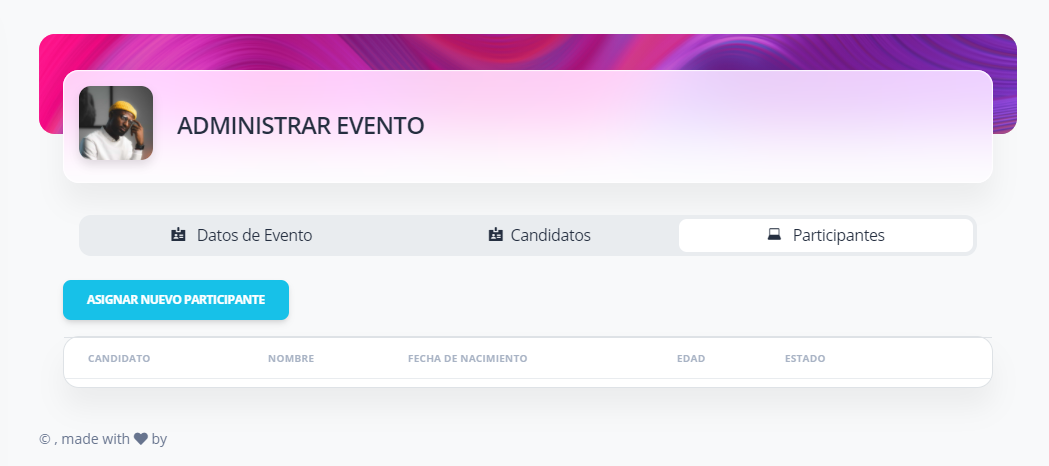 ADMINISTRAR EVENTO
Datos de Evento Candidatos Participantes
ASIGNAR NUEVO PARTICIPANTE
CANDIDATO NOMBRE FECHA DE NACIMIENTO EDAD ESTADO
© , made with by